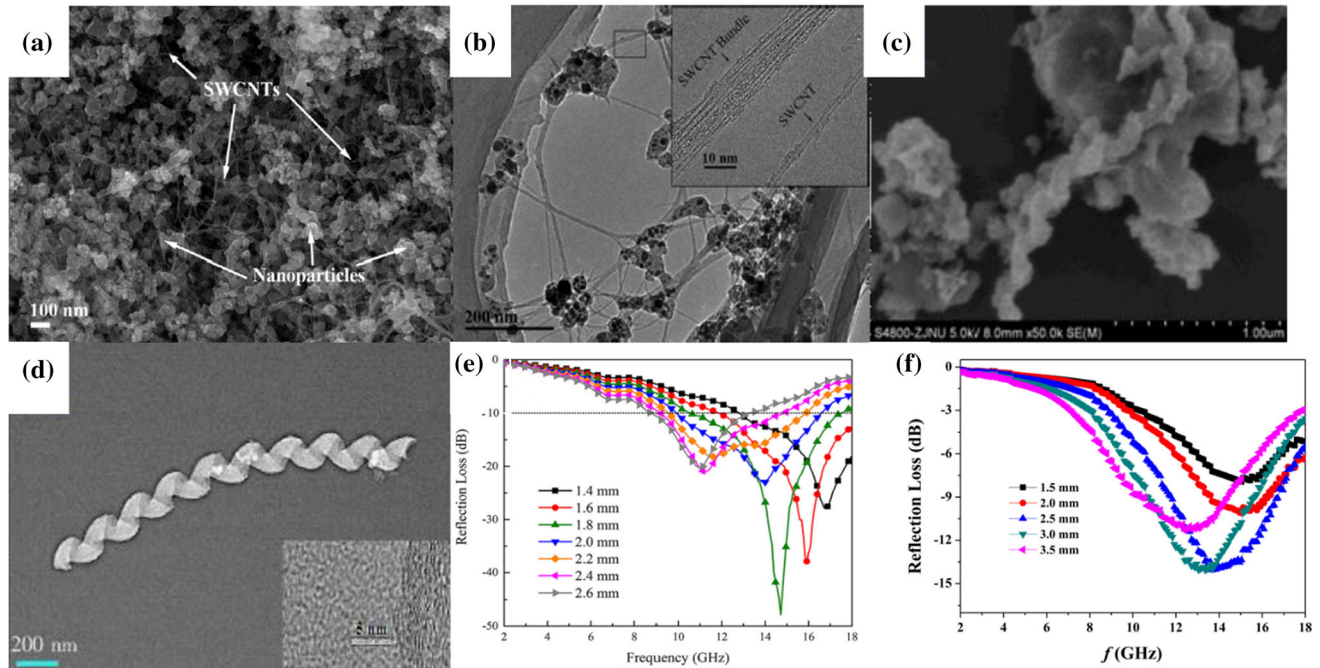 (a)
SWCNTs
Nanoparticles
100 nm
(b)
SWCNT Bundle
SWCNT
10 nm
200 nm
(c)
S4800-ZJNU 5.0kV 8.0mm x50.0k SE(M)
1.00um
(d)
200 nm
5 nm
(e)
Reflection Loss (dB)
0
-10
-20
-30
-40
-50
1.4 mm
1.6 mm
1.8 mm
2.0 mm
2.2 mm
2.4 mm
2.6 mm
2 4 6 8 10 12 14 16 18
Frequency (GHz)
(f)
Reflection Loss (dB)
0
-3
-6
-9
-12
-15
1.5 mm
2.0 mm
2.5 mm
3.0 mm
3.5 mm
2 4 6 8 10 12 14 16 18
f (GHz)